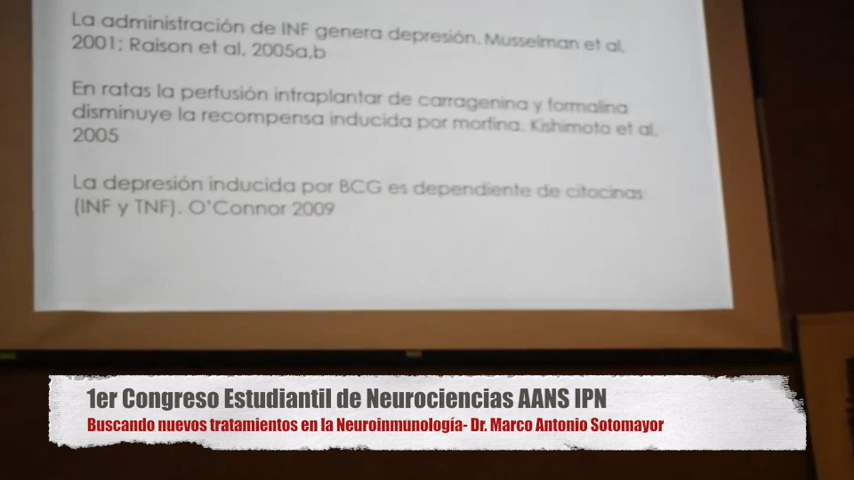 La administración de INF genera depresión. Musselman et al.
2001; Raison et al. 2005a,b
En ratas la perfusión intraplantar de carragenina y formalina
disminuye la recompensa inducida por morfina. Kishimoto et al.
2005
La depresión inducida por BCG es dependiente de citocinas
(INF y TNF). O'Connor 2009
1er Congreso Estudiantil de Neurociencias AANS IPN
Buscando nuevos tratamientos en la Neuroinmunología- Dr. Marco Antonio Sotomayor